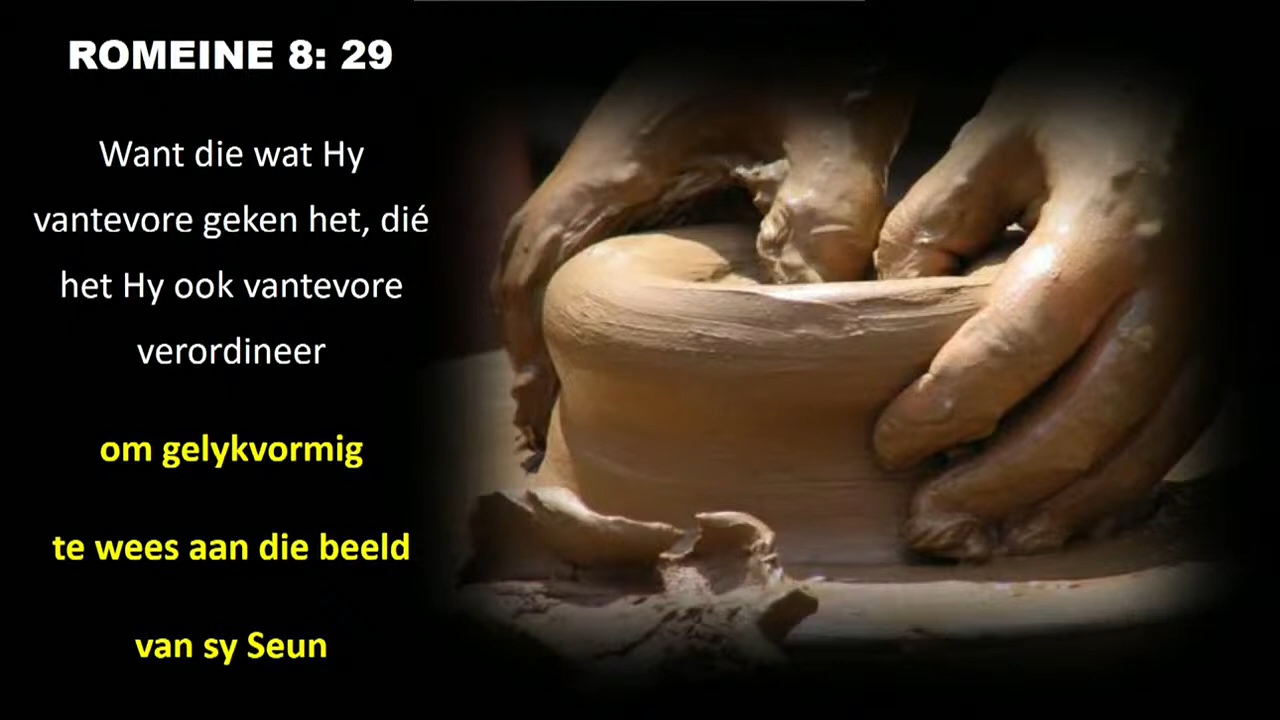 ROMEINE 8: 29
Want die wat Hy
vantevore geken het, dié
het Hy ook vantevore
verordineer
om gelykvormig
te wees aan die beeld
van sy Seun